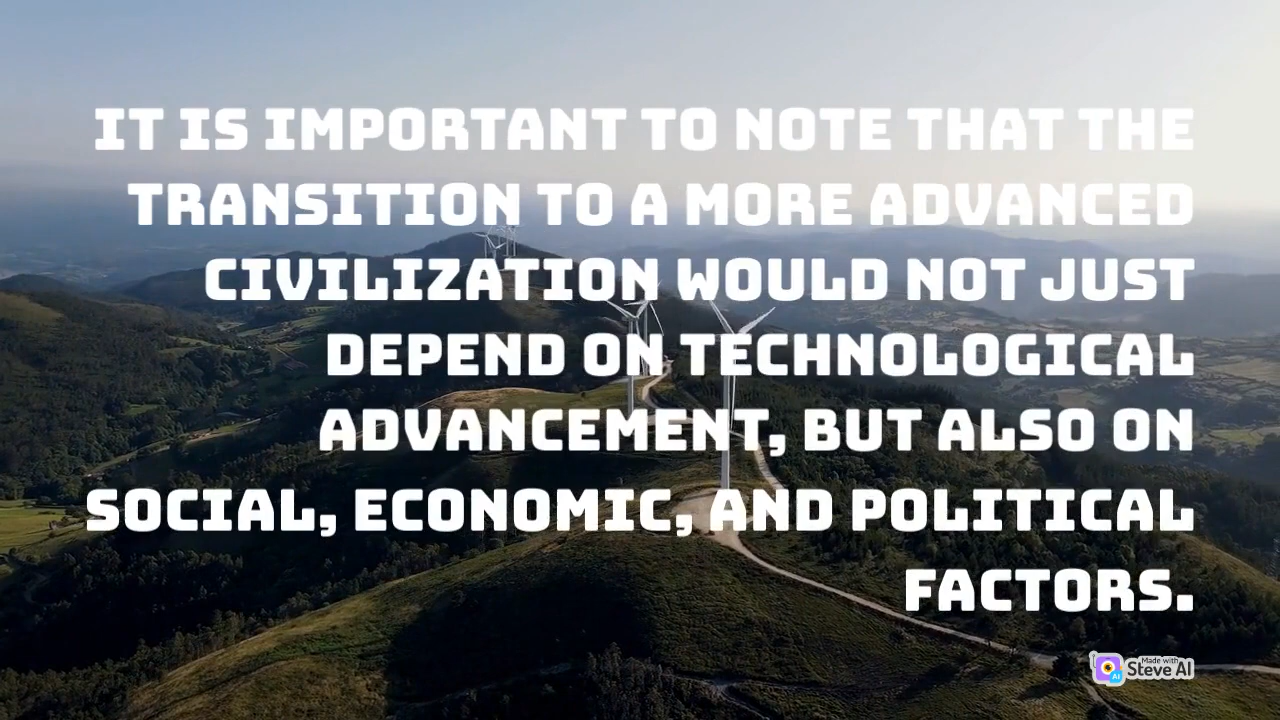 IT IS IMPORTANT TO NOTE THAT THE
TRANSITION TO A MORE ADVANCED
CIVILIZATION WOULD NOT JUST
DEPEND ON TECHNOLOGICAL
ADVANCEMENT, BUT ALSO ON
SOCIAL, ECONOMIC, AND POLITICAL
FACTORS.
Made with
Steve AI
AI